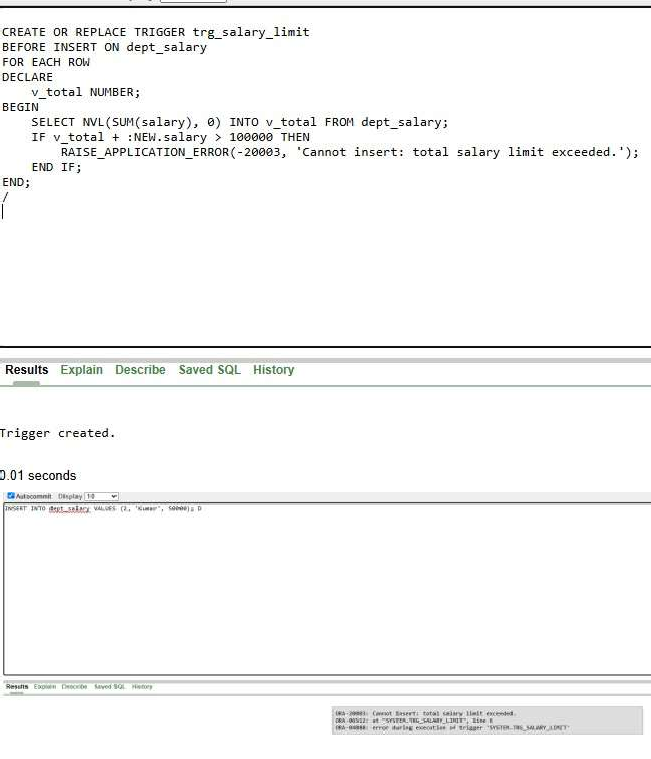 CREATE OR REPLACE TRIGGER trg_salary_limit
BEFORE INSERT ON dept_salary
FOR EACH ROW
DECLARE
    v_total NUMBER;
BEGIN
    SELECT NVL(SUM(salary), 0) INTO v_total FROM dept_salary;
    IF v_total + :NEW.salary > 100000 THEN
        RAISE_APPLICATION_ERROR(-20003, 'Cannot insert: total salary limit exceeded.');
    END IF;
END;
/
Results Explain Describe Saved SQL History
Trigger created.
0.01 seconds
Autocommit Display 10
INSERT INTO dept_salary VALUES (2, 'Kumar', 50000); D
Results Explain Describe Saved SQL History
ORA-20003: Cannot insert: total salary limit exceeded.
ORA-06512: at "SYSTEM.TRG_SALARY_LIMIT", line
ORA-04088: error during execution of trigger 'SYSTEM.TRG_SALARY_LIMIT'